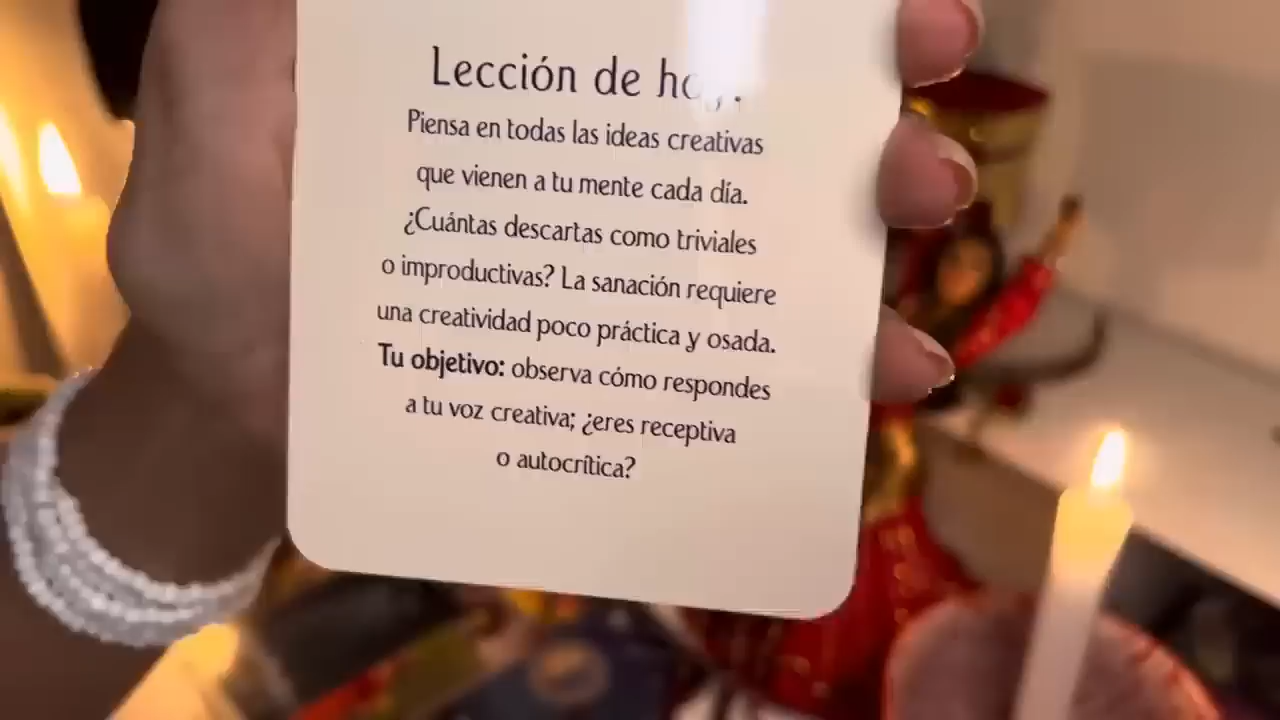 Lección de hoy:
Piensa en todas las ideas creativas
que vienen a tu mente cada día.
¿Cuántas descartas como triviales
o improductivas? La sanación requiere
una creatividad poco práctica y osada.
Tu objetivo: observa cómo respondes
a tu voz creativa; ¿eres receptiva
o autocrítica?